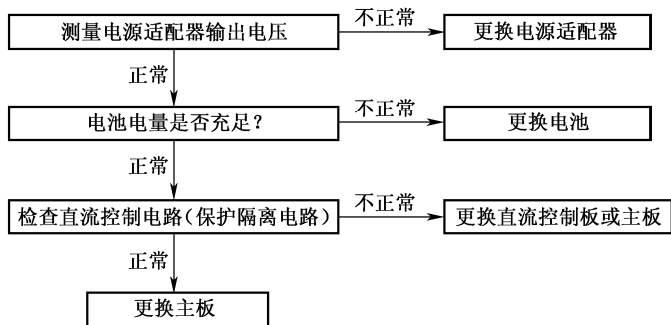 测量电源适配器输出电压
不正常
更换电源适配器
正常
电池电量是否充足？
不正常
更换电池
正常
检查直流控制电路（保护隔离电路）
不正常
更换直流控制板或主板
正常
更换主板